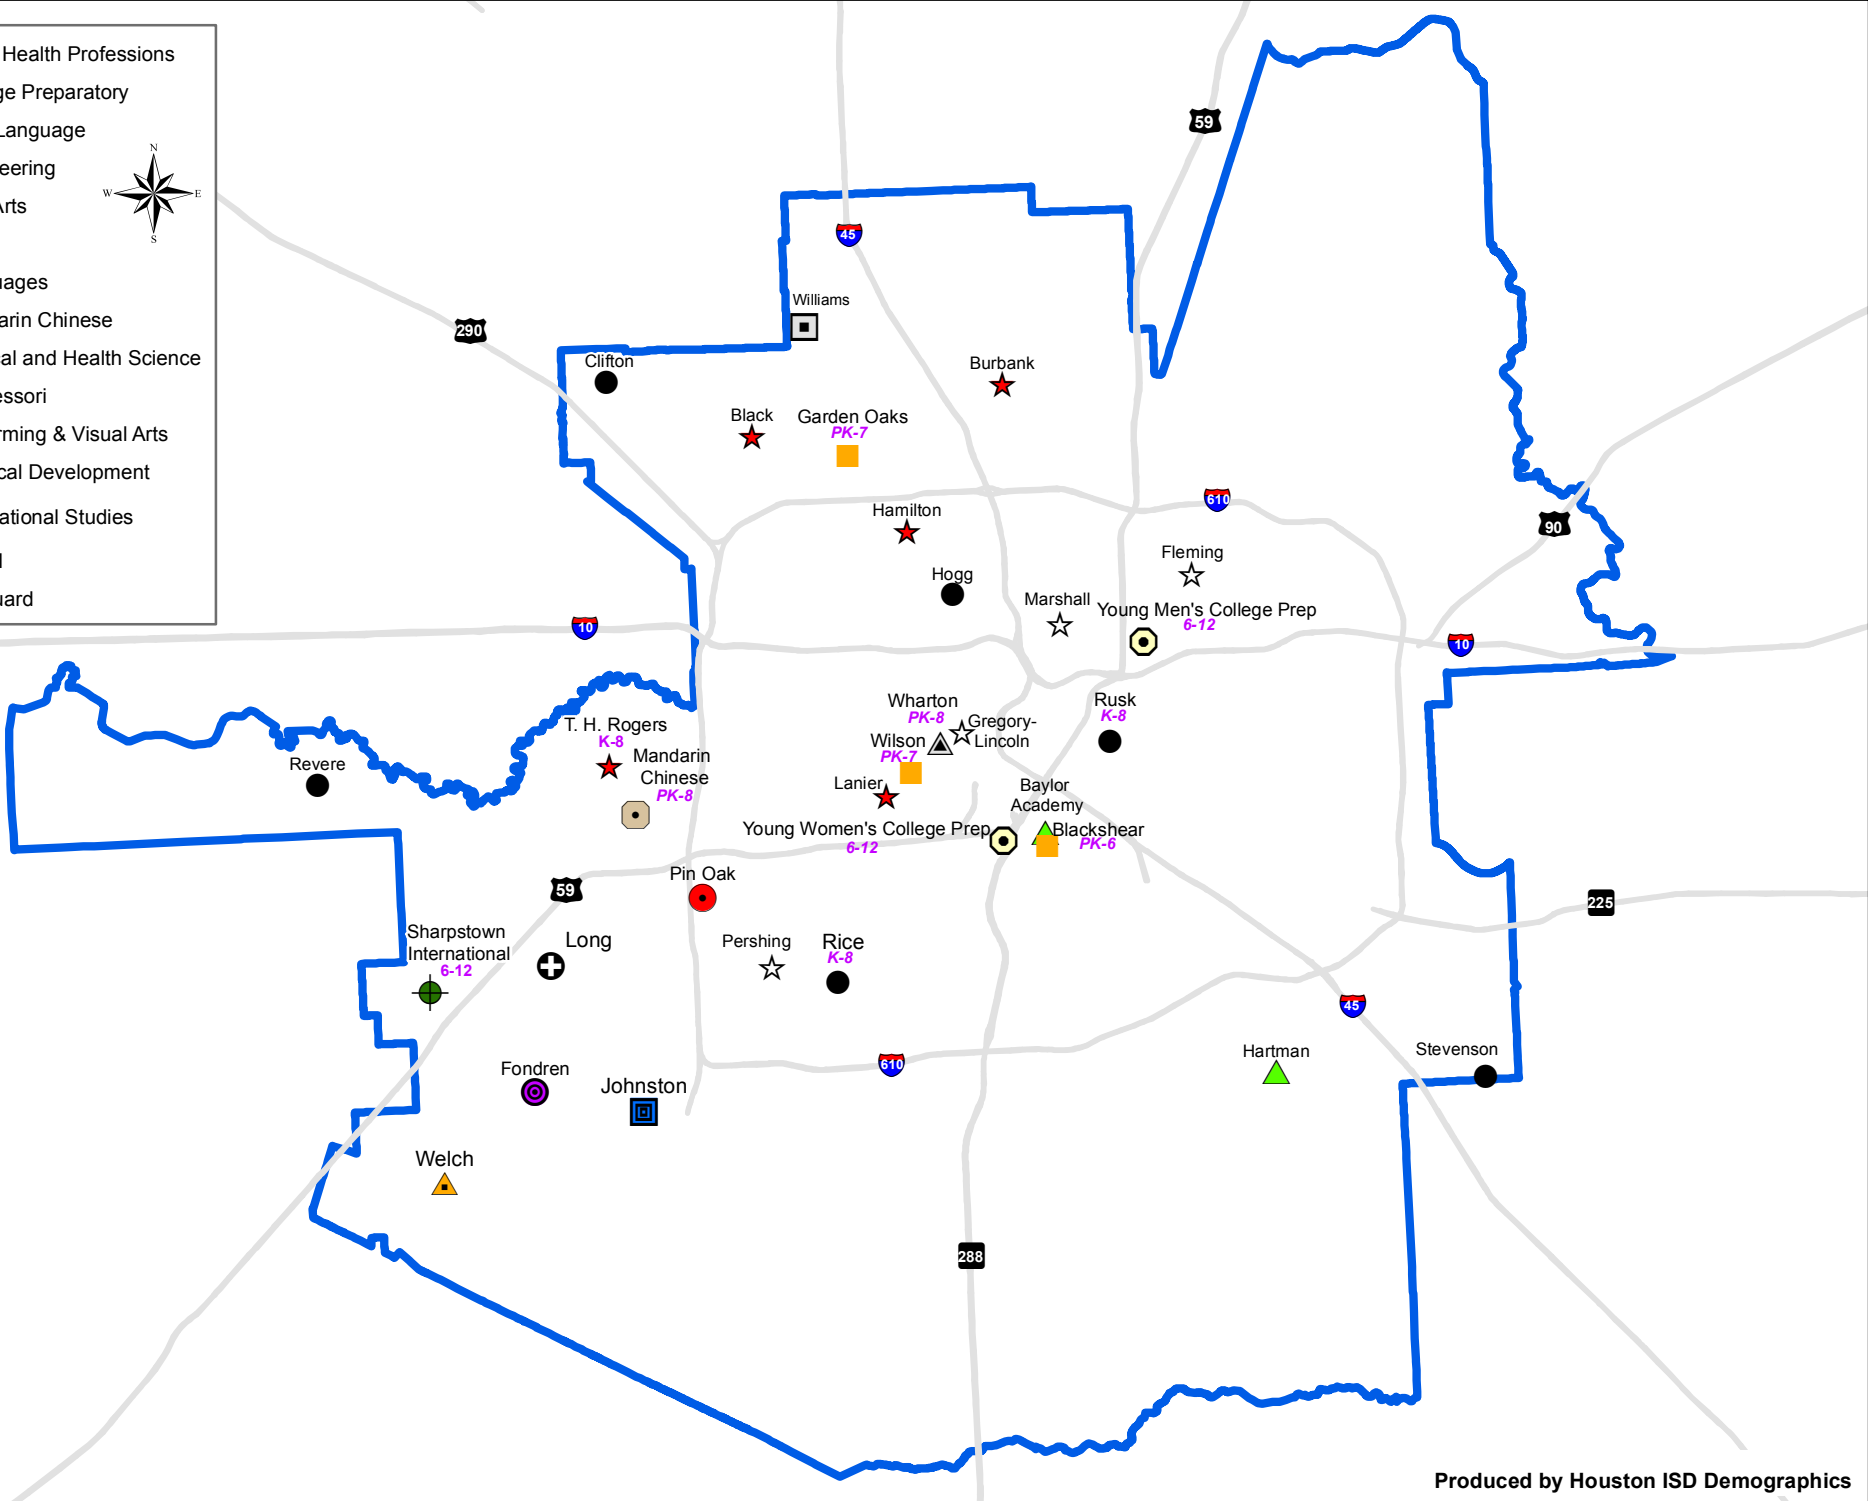 Health Professions
ge Preparatory
Language
eering
Arts
uages
arin Chinese
cal and Health Science
essori
rming & Visual Arts
cal Development
ational Studies
l
uard
N
W
E
S
59
45
290
Williams
Clifton
Burbank
Black
Garden Oaks
PK-7
610
Hamilton
90
Fleming
Hogg
Marshall
Young Men's College Prep
6-12
10
10
Wharton
PK-8
Rusk
K-8
Gregory-
Lincoln
T. H. Rogers
K-8
Wilson
PK-7
Mandarin
Chinese
PK-8
Revere
Lanier
Baylor
Academy
Young Women's College Prep
6-12
Blackshear
PK-6
Pin Oak
59
225
Sharpstown
International
6-12
Long
Pershing
Rice
K-8
45
Hartman
Stevenson
610
Fondren
Johnston
Welch
288
Produced by Houston ISD Demographics